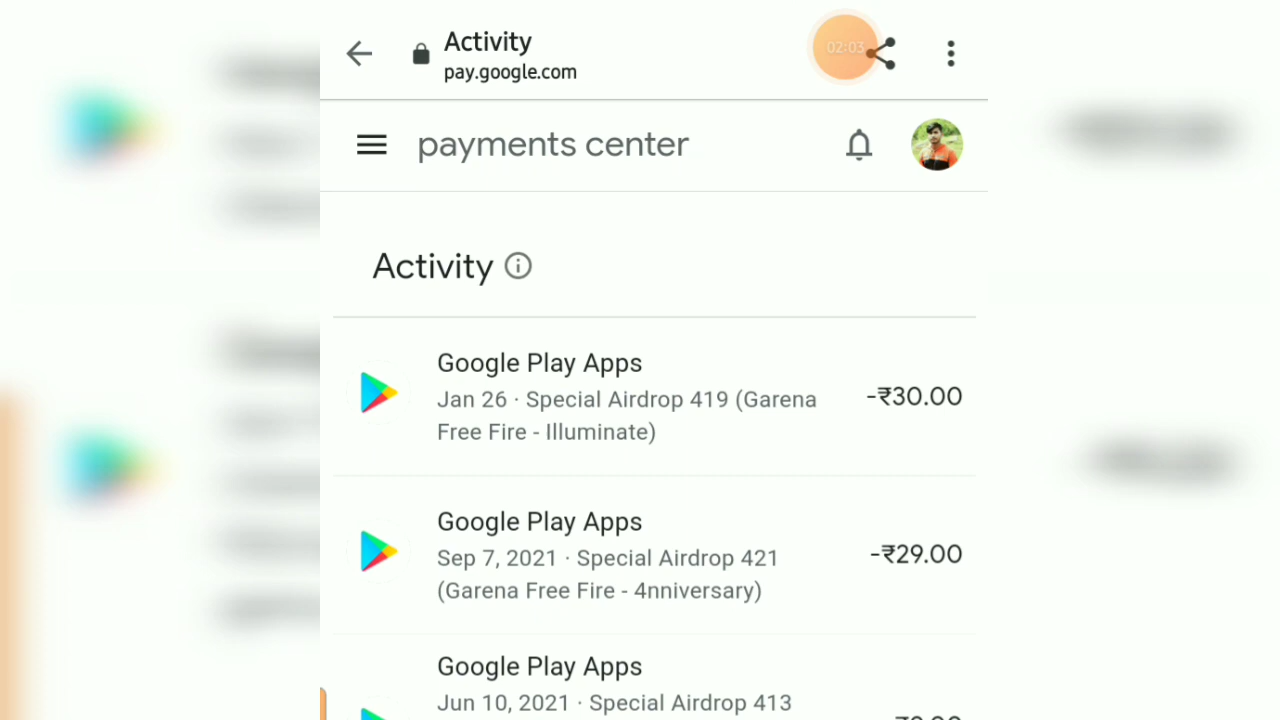 02:03
Activity
pay.google.com
payments center
Activity
Google Play Apps
Jan 26 · Special Airdrop 419 (Garena
Free Fire - Illuminate)
-₹30.00
Google Play Apps
Sep 7, 2021 · Special Airdrop 421
(Garena Free Fire - 4nniversary)
-₹29.00
Google Play Apps
Jun 10, 2021 · Special Airdrop 413